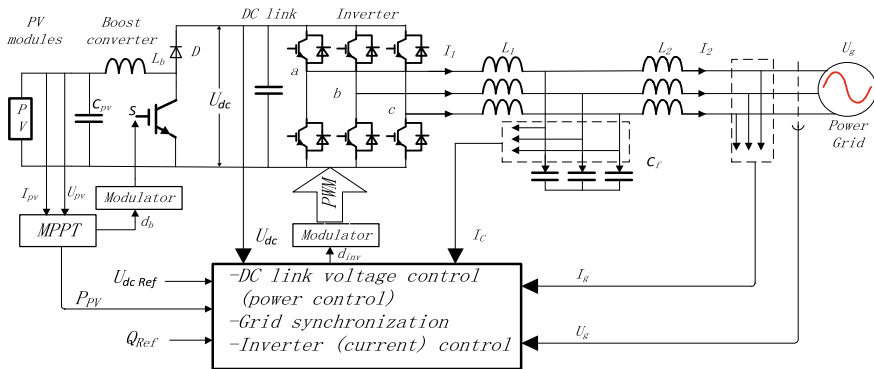 PV modules
Boost converter
DC link
Inverter
L_b
D
I_1
L_1
L_2
I_2
U_g
a
b
c
C_pv
S
U_dc
PV
Power Grid
C_f
I_pv
U_pv
Modulator
PWM
MPPT
d_b
Modulator
U_dc
d_inv
I_C
U_dc Ref
P_PV
Q_Ref
-DC link voltage control
(power control)
-Grid synchronization
-Inverter (current) control
I_g
U_g